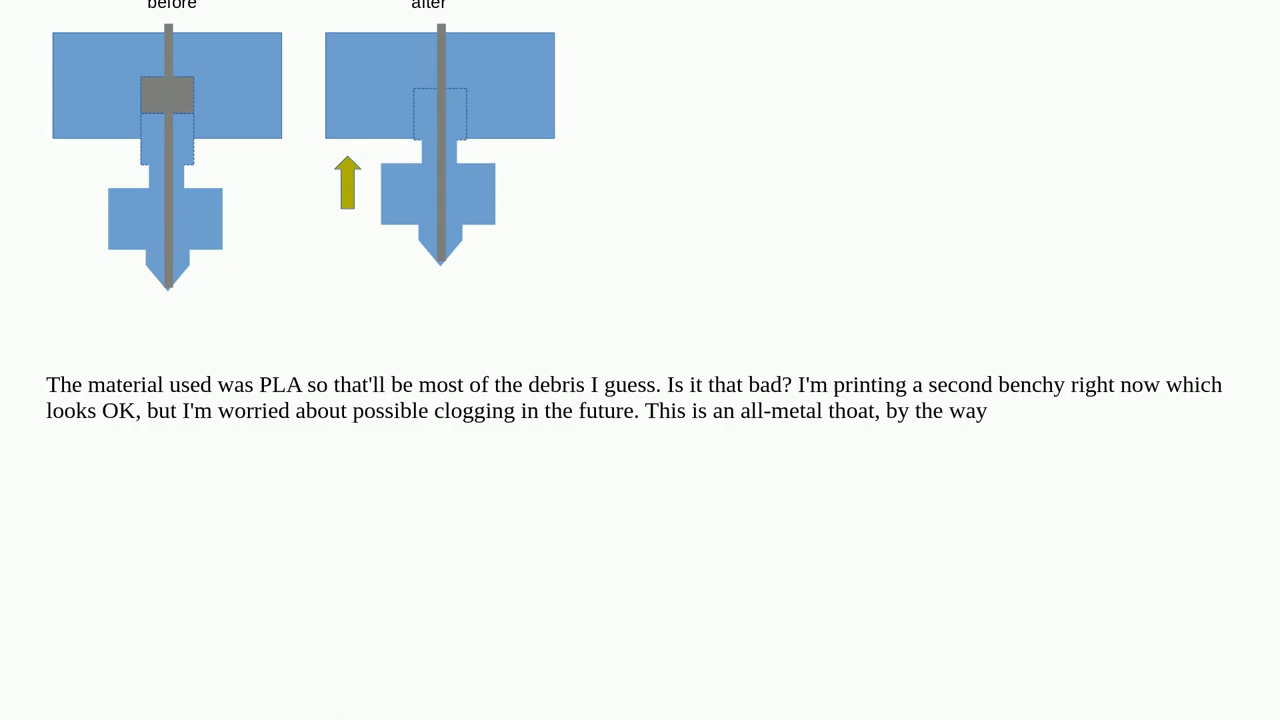 before after
The material used was PLA so that'll be most of the debris I guess. Is it that bad? I'm printing a second benchy right now which
looks OK, but I'm worried about possible clogging in the future. This is an all-metal thoat, by the way